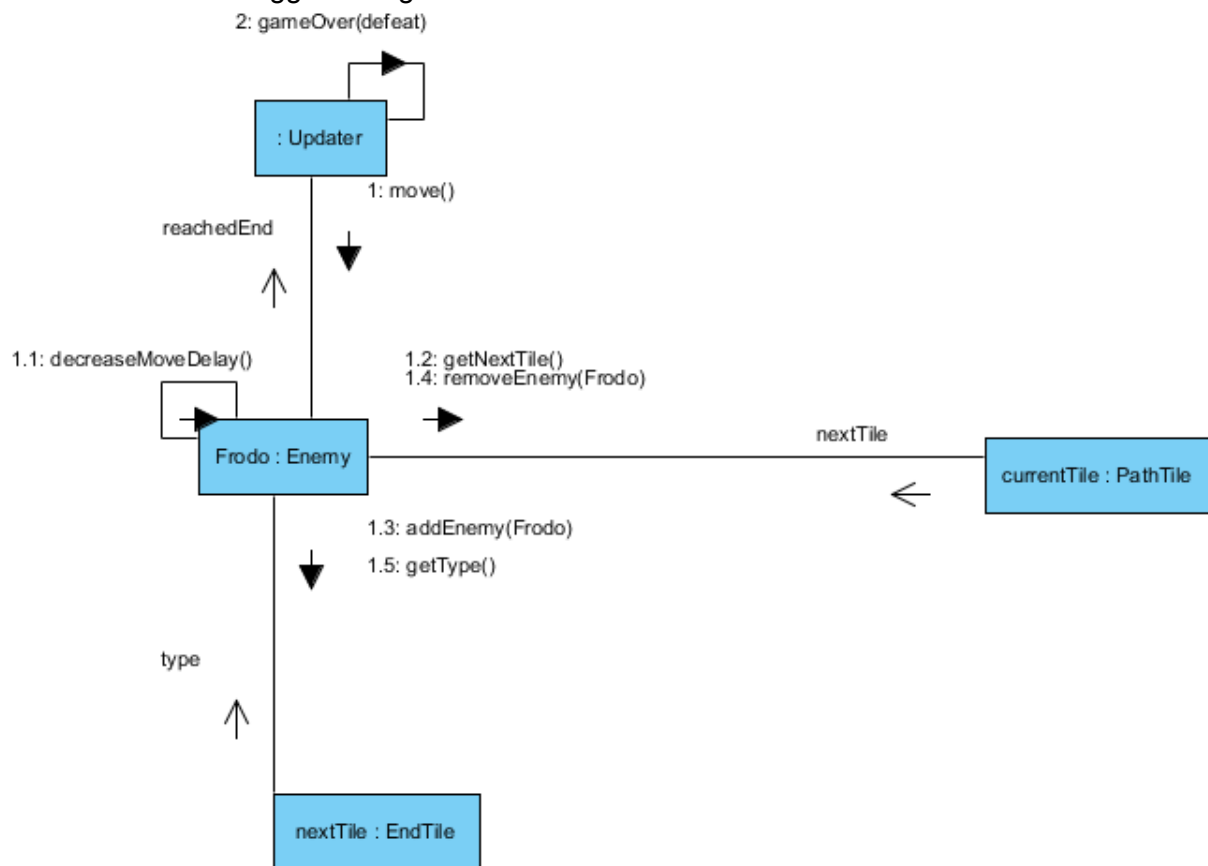 2: gameOver(defeat)
: Updater
1: move()
reachedEnd
1.1: decreaseMoveDelay()
1.2: getNextTile()
1.4: removeEnemy(Frodo)
nextTile
Frodo : Enemy
currentTile : PathTile
1.3: addEnemy(Frodo)
1.5: getType()
type
nextTile : EndTile